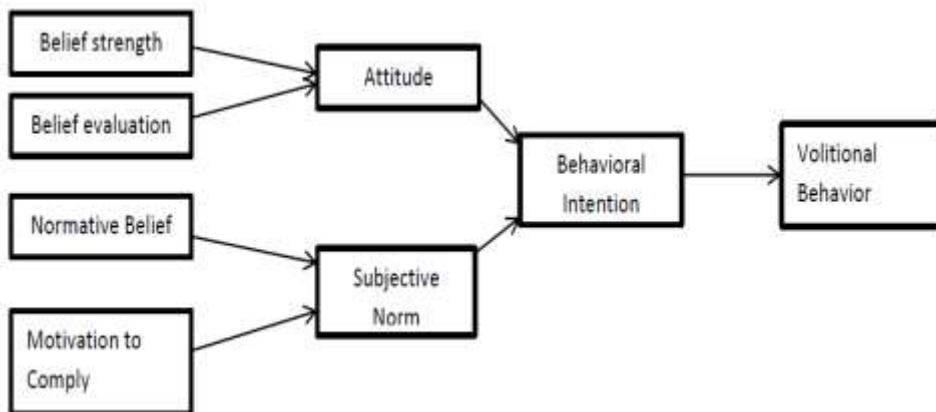 Belief strength
Belief evaluation
Normative Belief
Motivation to
Comply
Attitude
Subjective
Norm
Behavioral
Intention
Volitional
Behavior